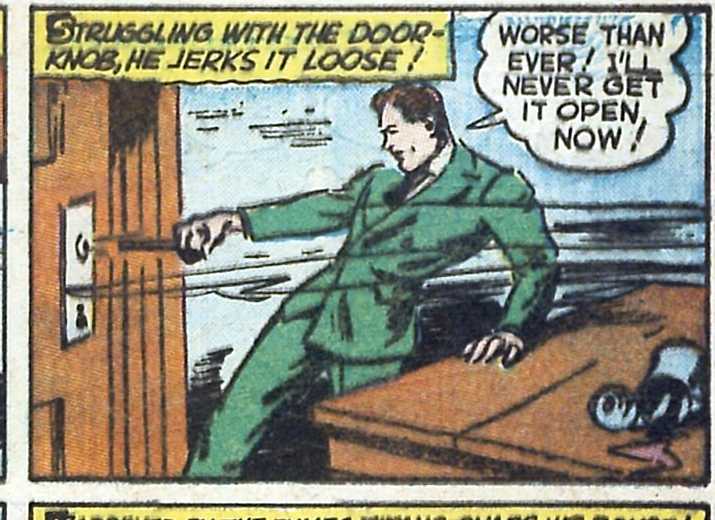 STRUGGLING WITH THE DOOR-
KNOB, HE JERKS IT LOOSE!
WORSE THAN
EVER! I'LL
NEVER GET
IT OPEN
NOW!